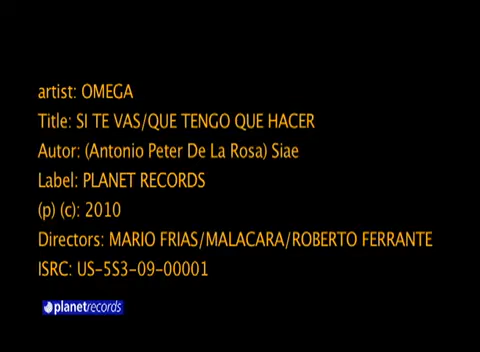 artist: OMEGA
Title: SI TE VAS/QUE TENGO QUE HACER
Autor: (Antonio Peter De La Rosa) Siae
Label: PLANET RECORDS
(p) (c): 2010
Directors: MARIO FRIAS/MALACARA/ROBERTO FERRANTE
ISRC: US-5S3-09-00001
planetrecords